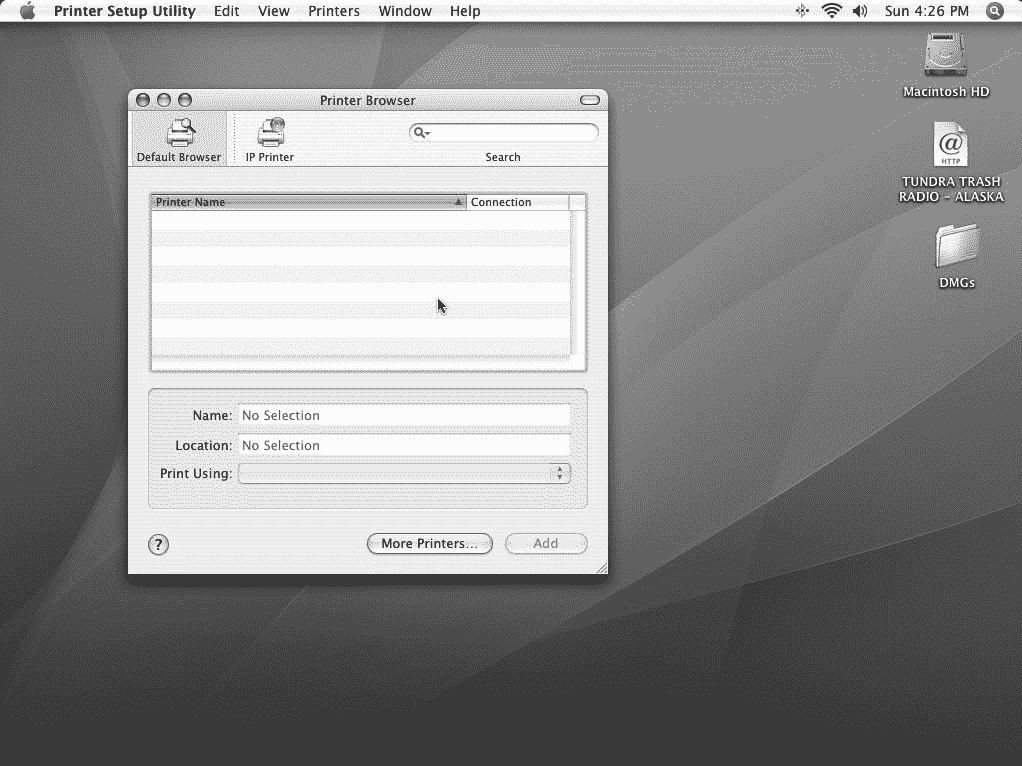 Printer Setup Utility Edit View Printers Window Help Sun 4:26 PM
Printer Browser
Default Browser IP Printer Search
Printer Name Connection
Name: No Selection
Location: No Selection
Print Using:
? More Printers... Add
Macintosh HD
@
HTTP
TUNDRA TRASH
RADIO - ALASKA
DMGs